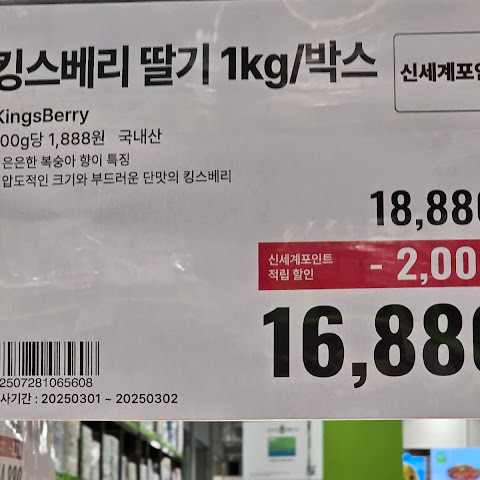 킹스베리 딸기 1kg/박스
신세계포인
KingsBerry
00g당 1,888원 국내산
은은한 복숭아 향이 특징
압도적인 크기와 부드러운 단맛의 킹스베리
18,880
신세계포인트
적립 할인
- 2,00
16,880
2507281065608
사기간 : 20250301 ~ 20250302